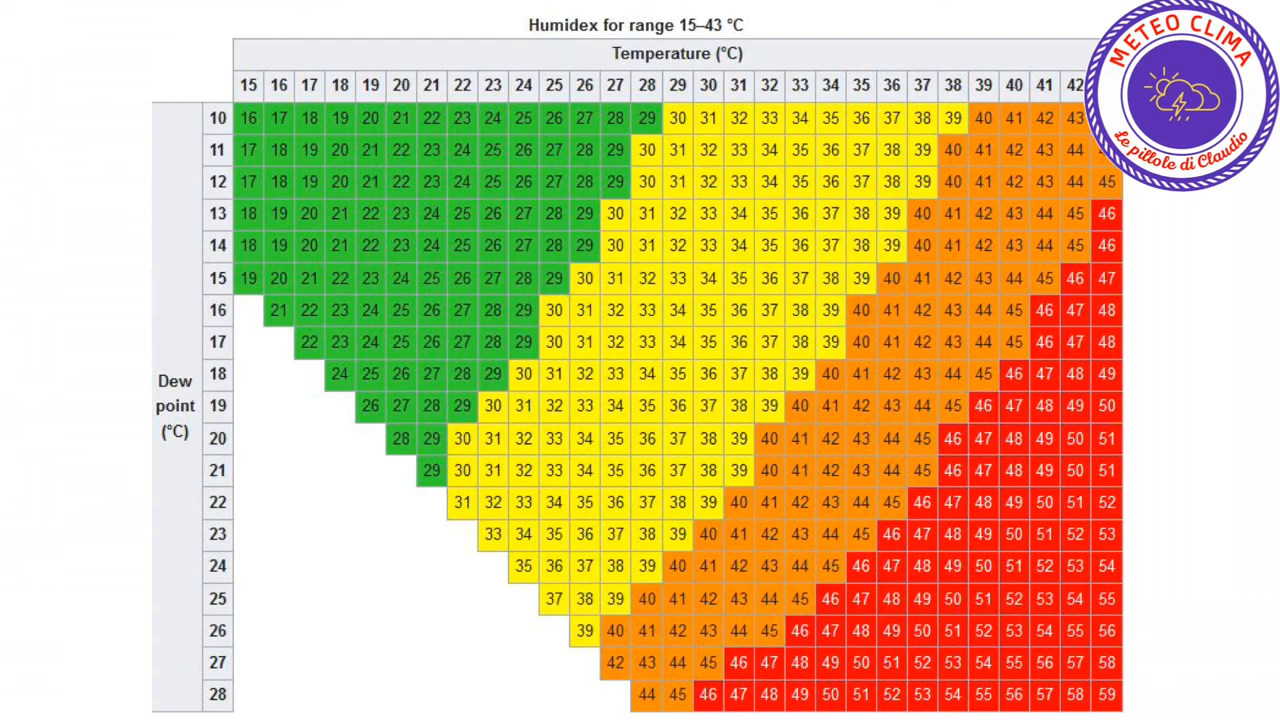 Humidex for range 15–43 °C
METEO CLIMA
Temperature (°C)
15 16 17 18 19 20 21 22 23 24 25 26 27 28 29 30 31 32 33 34 35 36 37 38 39 40 41 42
10 16 17 18 19 20 21 22 23 24 25 26 27 28 29 30 31 32 33 34 35 36 37 38 39 40 41 42 43
11 17 18 19 20 21 22 23 24 25 26 27 28 29 30 31 32 33 34 35 36 37 38 39 40 41 42 43 44
Le pillole di Claudio
12 17 18 19 20 21 22 23 24 25 26 27 28 29 30 31 32 33 34 35 36 37 38 39 40 41 42 43 44 45
13 18 19 20 21 22 23 24 25 26 27 28 29 30 31 32 33 34 35 36 37 38 39 40 41 42 43 44 45 46
14 18 19 20 21 22 23 24 25 26 27 28 29 30 31 32 33 34 35 36 37 38 39 40 41 42 43 44 45 46
15 19 20 21 22 23 24 25 26 27 28 29 30 31 32 33 34 35 36 37 38 39 40 41 42 43 44 45 46 47
16 21 22 23 24 25 26 27 28 29 30 31 32 33 34 35 36 37 38 39 40 41 42 43 44 45 46 47 48
17 22 23 24 25 26 27 28 29 30 31 32 33 34 35 36 37 38 39 40 41 42 43 44 45 46 47 48
18 24 25 26 27 28 29 30 31 32 33 34 35 36 37 38 39 40 41 42 43 44 45 46 47 48 49
Dew
point
(°C)
19 26 27 28 29 30 31 32 33 34 35 36 37 38 39 40 41 42 43 44 45 46 47 48 49 50
20 28 29 30 31 32 33 34 35 36 37 38 39 40 41 42 43 44 45 46 47 48 49 50 51
21 29 30 31 32 33 34 35 36 37 38 39 40 41 42 43 44 45 46 47 48 49 50 51
22 31 32 33 34 35 36 37 38 39 40 41 42 43 44 45 46 47 48 49 50 51 52
23 33 34 35 36 37 38 39 40 41 42 43 44 45 46 47 48 49 50 51 52 53
24 35 36 37 38 39 40 41 42 43 44 45 46 47 48 49 50 51 52 53 54
25 37 38 39 40 41 42 43 44 45 46 47 48 49 50 51 52 53 54 55
26 39 40 41 42 43 44 45 46 47 48 49 50 51 52 53 54 55 56
27 42 43 44 45 46 47 48 49 50 51 52 53 54 55 56 57 58
28 44 45 46 47 48 49 50 51 52 53 54 55 56 57 58 59